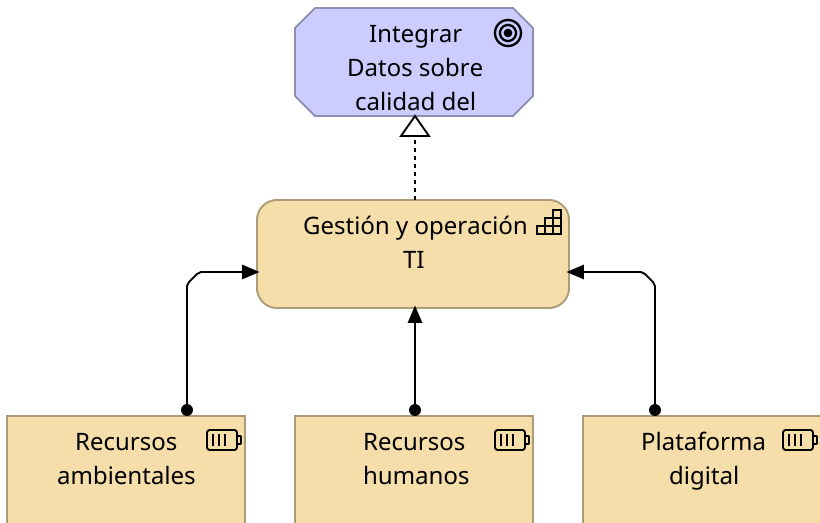 Integrar
Datos sobre
calidad del
Gestión y operación
TI
Recursos
ambientales
Recursos
humanos
Plataforma
digital